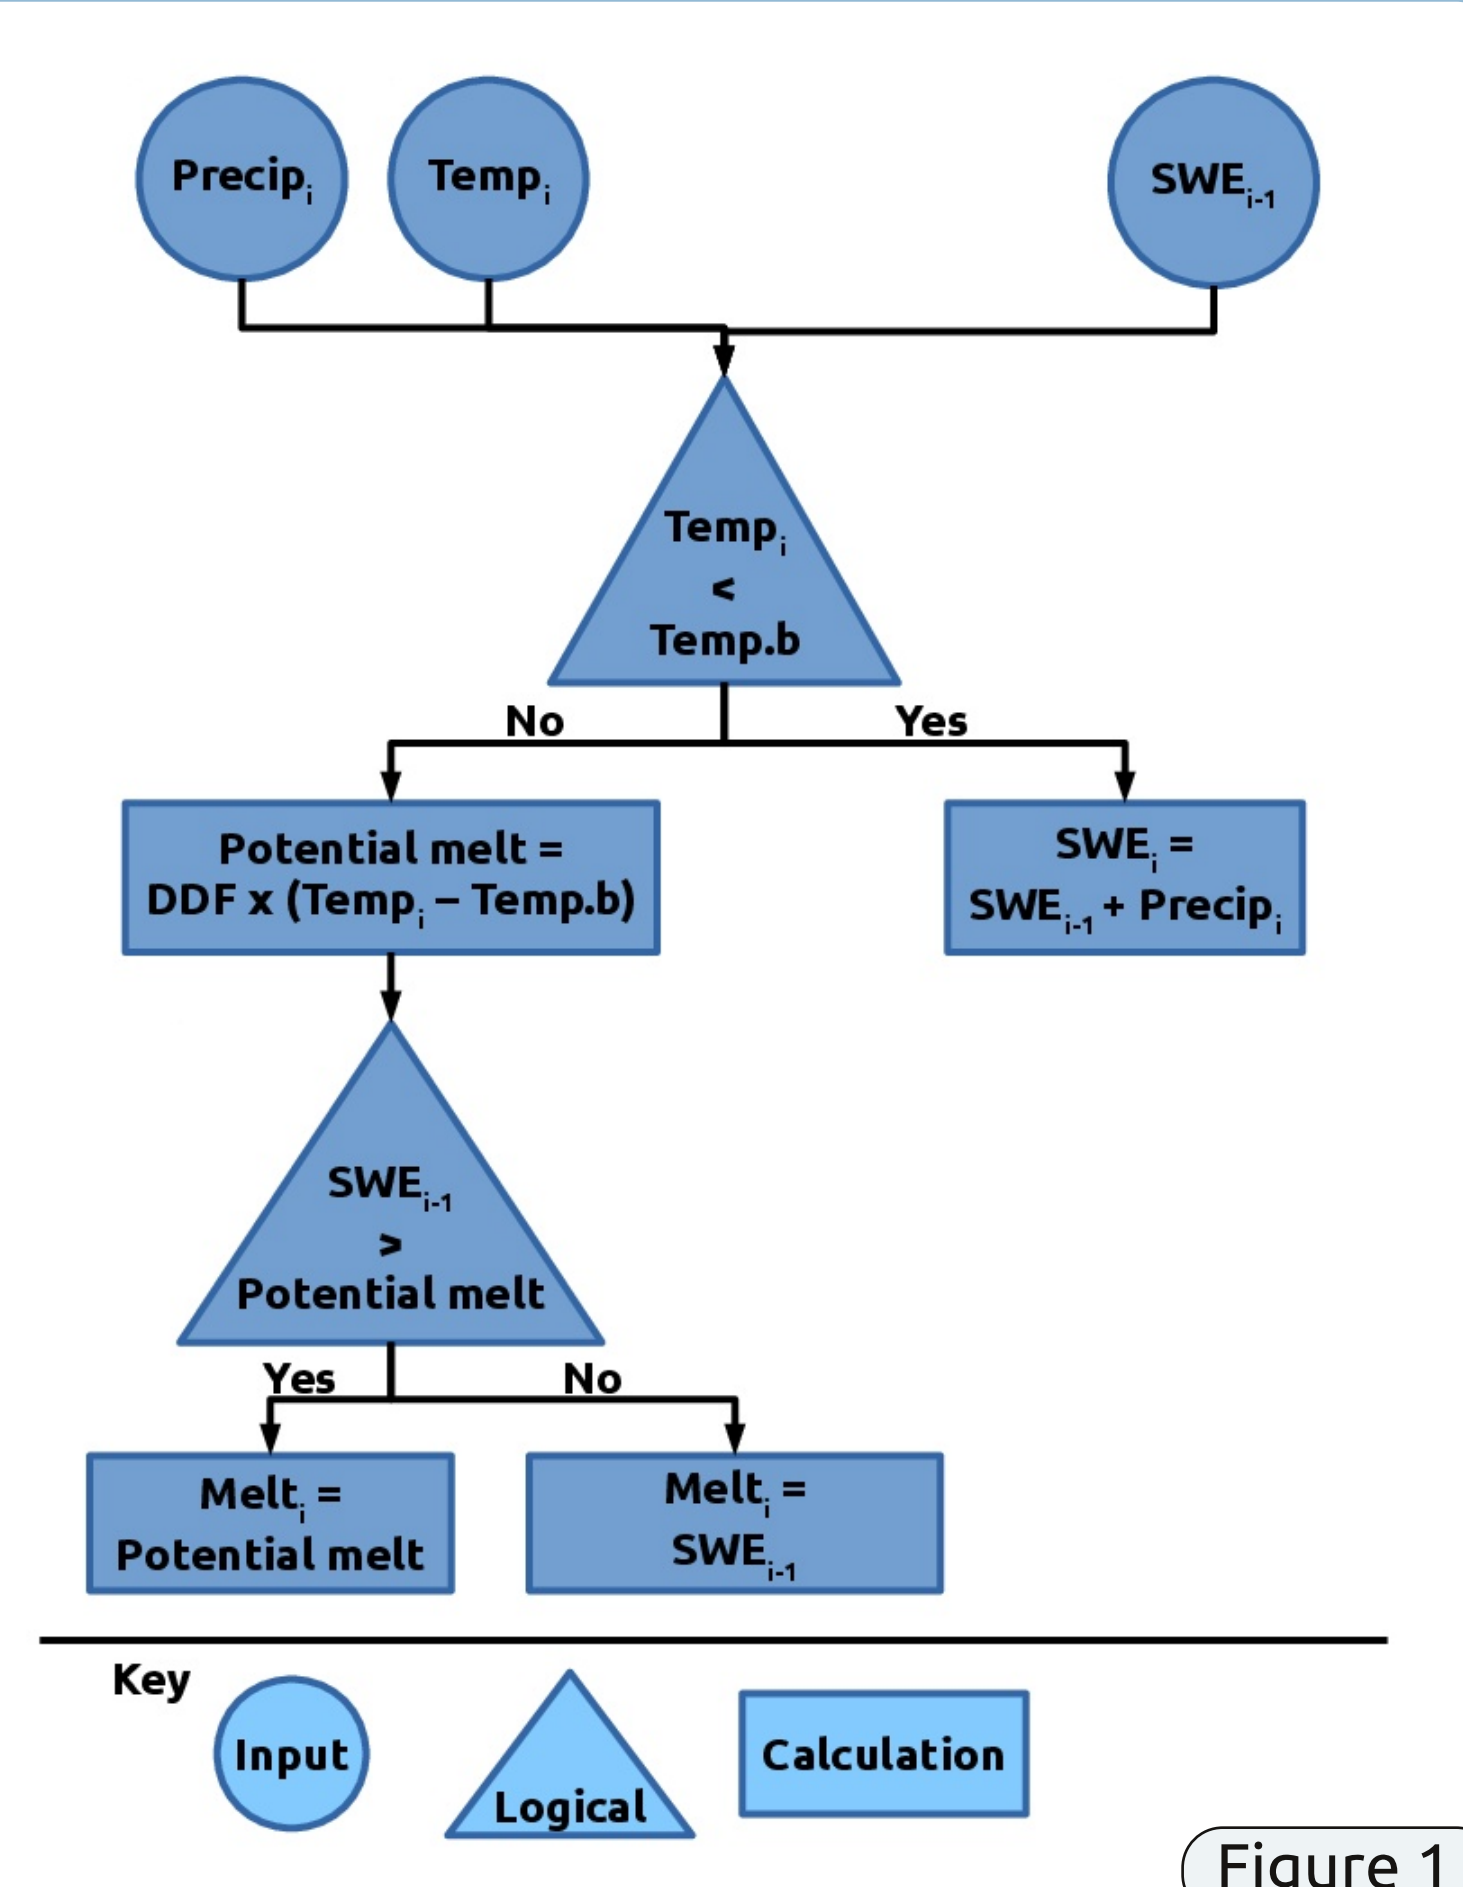 Precipᵢ
Tempᵢ
SWEᵢ₋₁
Tempᵢ
<
Temp.b
No
Yes
Potential melt =
DDF x (Tempᵢ – Temp.b)
SWEᵢ =
SWEᵢ₋₁ + Precipᵢ
SWEᵢ₋₁
>
Potential melt
Yes
No
Meltᵢ =
Potential melt
Meltᵢ =
SWEᵢ₋₁
Key
Input
Logical
Calculation
Figure 1